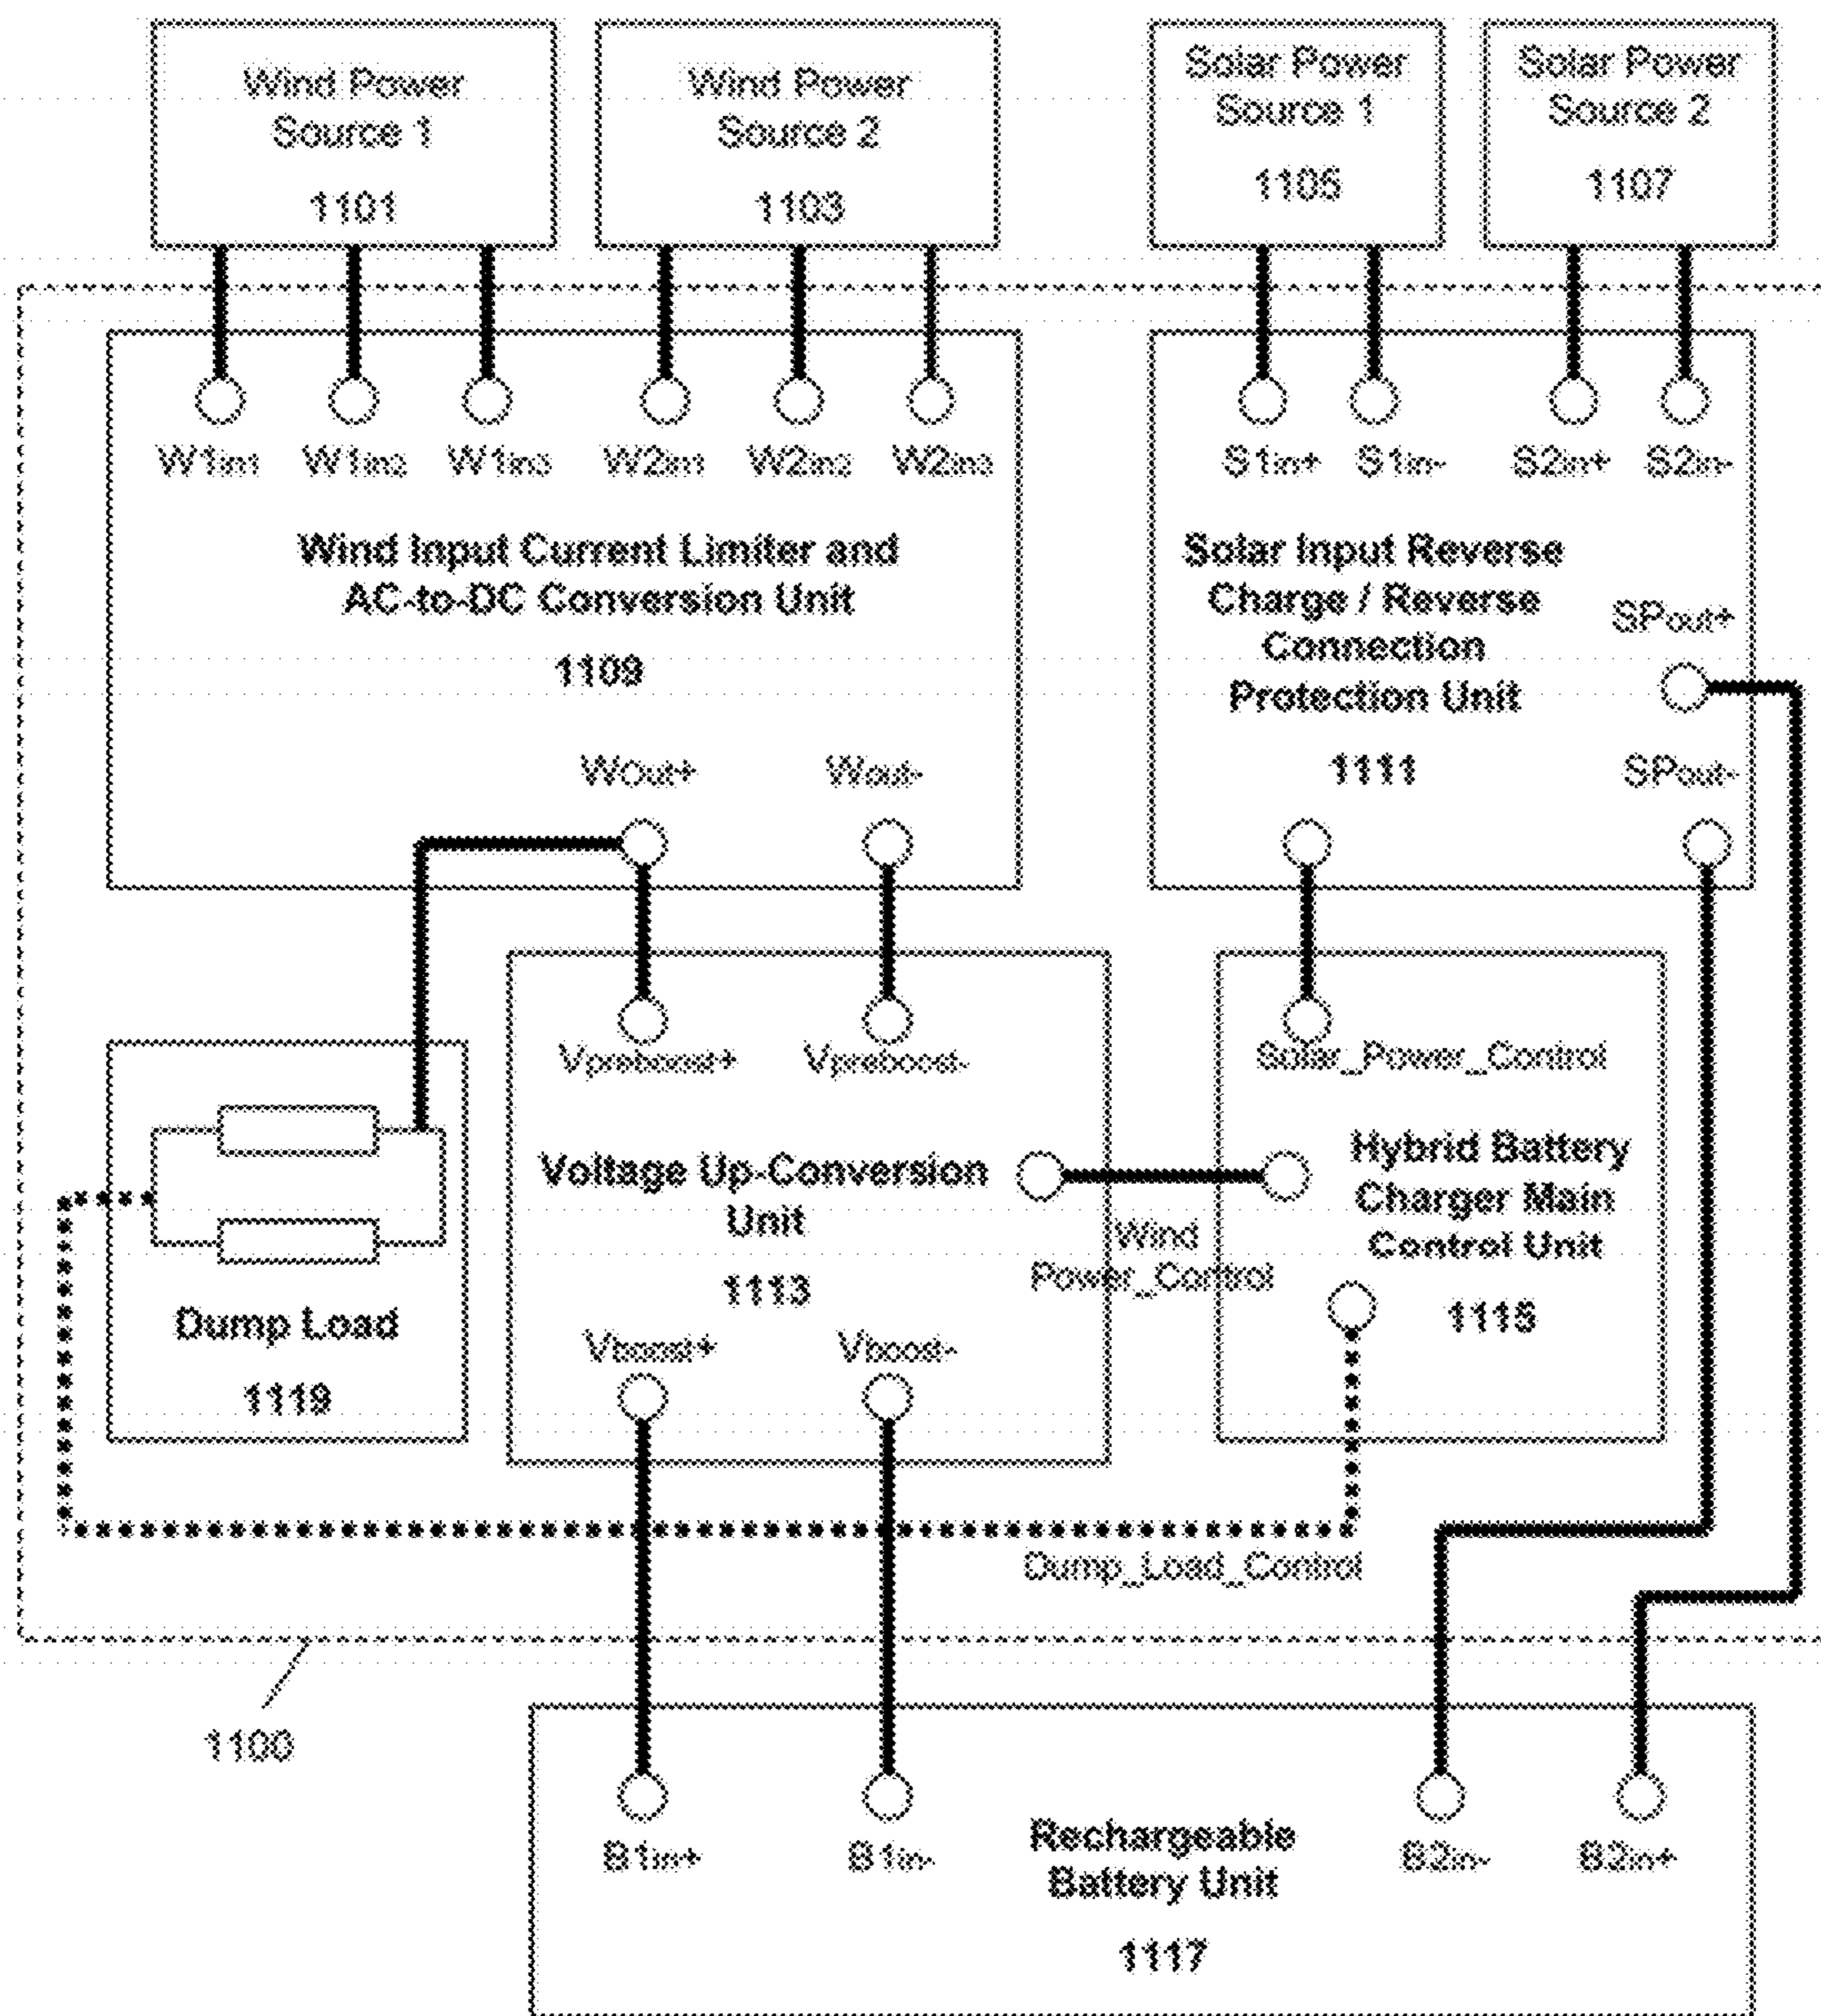 Wind Power
Source 1
1101
Wind Power
Source 2
1103
Solar Power
Source 1
1105
Solar Power
Source 2
1107
W1in1
W1in2
W1in3
W2in1
W2in2
W2in3
S1in+
S1in-
S2in+
S2in-
Wind Input Current Limiter and
AC-to-DC Conversion Unit
1109
Solar Input Reverse
Charge / Reverse
Connection
Protection Unit
1111
SPout+
SPout-
WOut+
Wout-
Vpreboost+
Vpreboost-
Solar_Power_Control
Voltage Up-Conversion
Unit
1113
Wind
Power_Control
Hybrid Battery
Charger Main
Control Unit
1115
Dump Load
1119
Vboost+
Vboost-
Dump_Load_Control
1100
B1in+
B1in-
Rechargeable
Battery Unit
1117
B2in-
B2in+